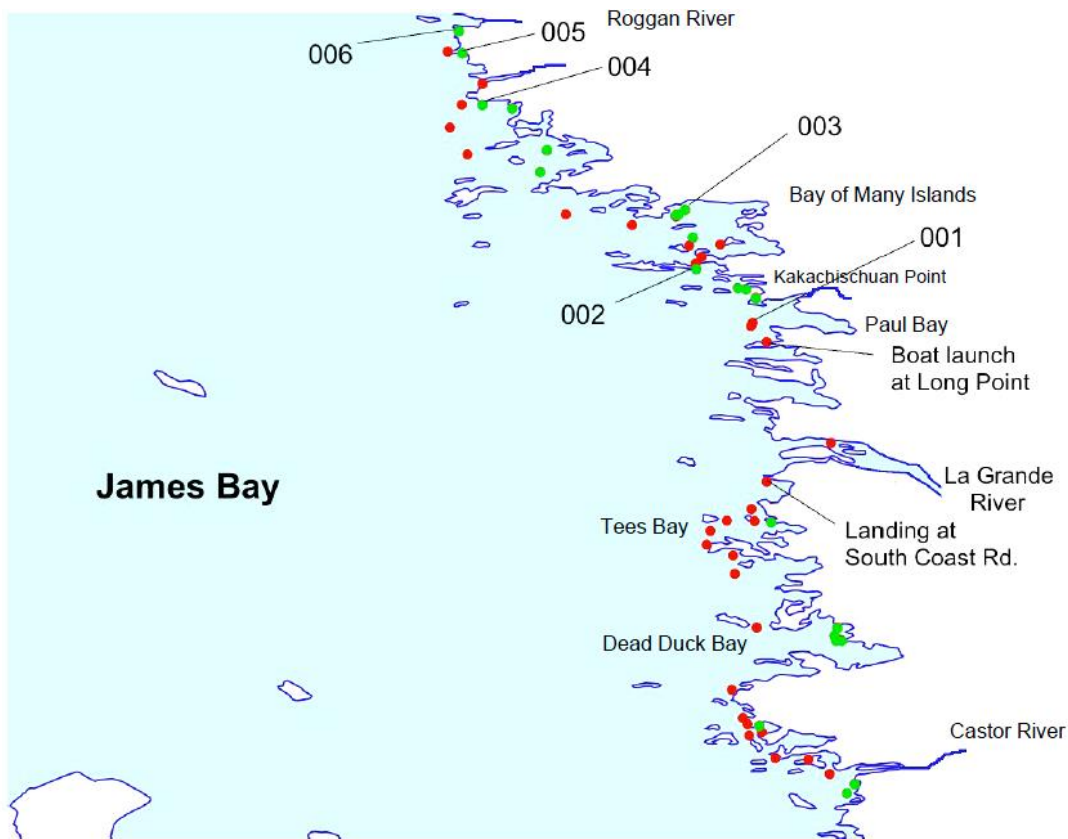 Roggan River
006
005
004
003
Bay of Many Islands
001
Kakachischuan Point
002
Paul Bay
Boat launch
at Long Point
James Bay
La Grande
River
Tees Bay
Landing at
South Coast Rd.
Dead Duck Bay
Castor River